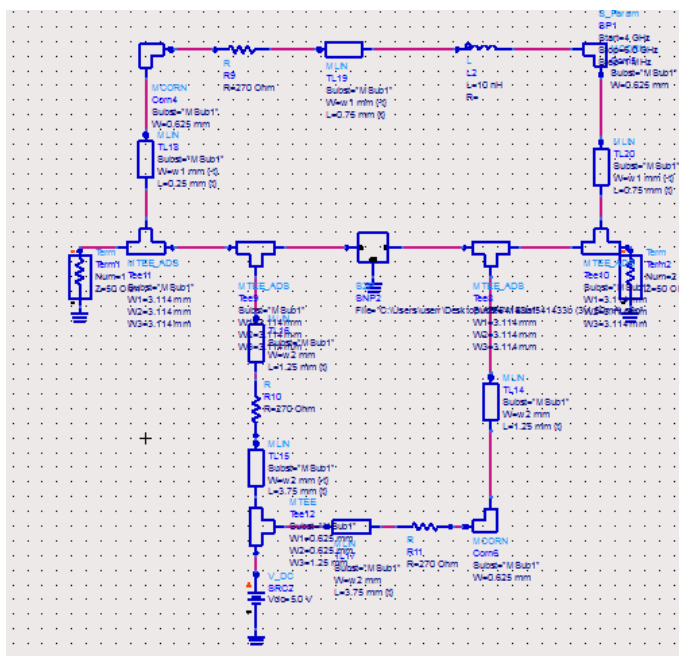 S_Param
SP1
Start=4 GHz
R
R9
R=270 Ohm
MLIN
TL19
Subst="MSub1"
W=w1 mm {-t}
L=0.75 mm {t}
L
L2
L=10 nH
R=
Subst="MSub1"
W=0.625 mm
MCORN
Corn4
Subst="MSub1"
W=0.625 mm
MLIN
TL18
Subst="MSub1"
W=w1 mm {-t}
L=0.25 mm {t}
MLIN
TL20
Subst="MSub1"
W=w1 mm {-t}
L=0.75 mm {t}
Term
Term1
Num=1
Z=50 Ohm
MTEE_ADS
Tee11
Subst="MSub1"
W1=3.114 mm
W2=3.114 mm
W3=3.114 mm
MTEE_ADS
Tee9
Subst="MSub1"
SNP2
MTEE_ADS
W1=3.114 mm
W2=3.114 mm
W3=3.114 mm
MTEE_ADS
Tee10
Term
Term2
Num=2
MLIN
Subst="MSub1"
W=w2 mm
L=1.25 mm {t}
R
R10
R=270 Ohm
MLIN
TL14
Subst="MSub1"
W=w2 mm
L=1.25 mm {t}
MLIN
TL15
Subst="MSub1"
W=w2 mm {-t}
L=3.75 mm {t}
MTEE
Tee12
Subst="MSub1"
W1=0.625 mm
W2=0.625 mm
W3=1.25 mm
MLIN
Subst="MSub1"
W=w2 mm
L=3.75 mm {t}
R
R11
R=270 Ohm
MCORN
Corn6
Subst="MSub1"
W=0.625 mm
V_DC
SRC2
Vdc=5.0 V